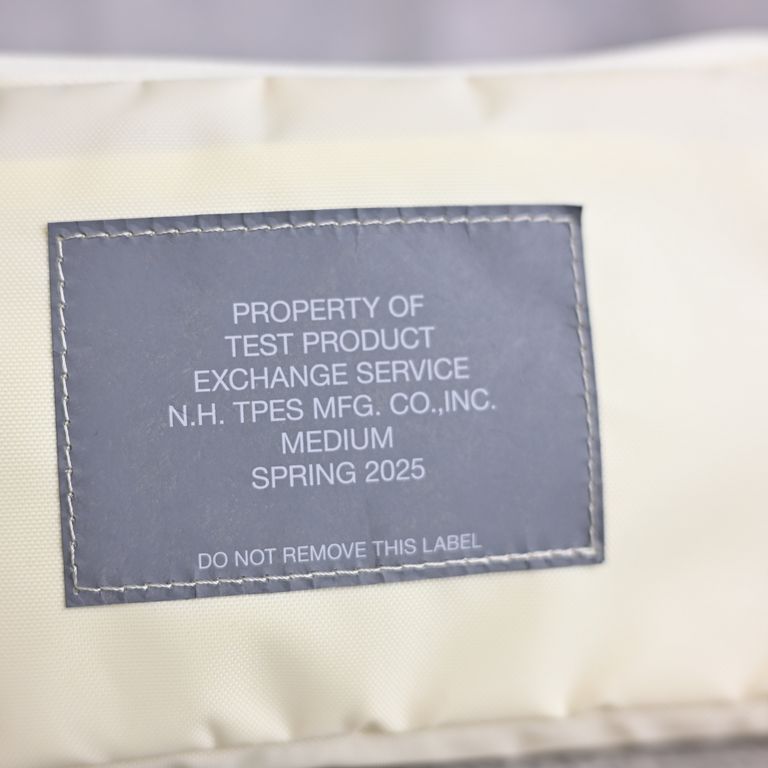 PROPERTY OF
TEST PRODUCT
EXCHANGE SERVICE
N.H. TPES MFG. CO.,INC.
MEDIUM
SPRING 2025
DO NOT REMOVE THIS LABEL